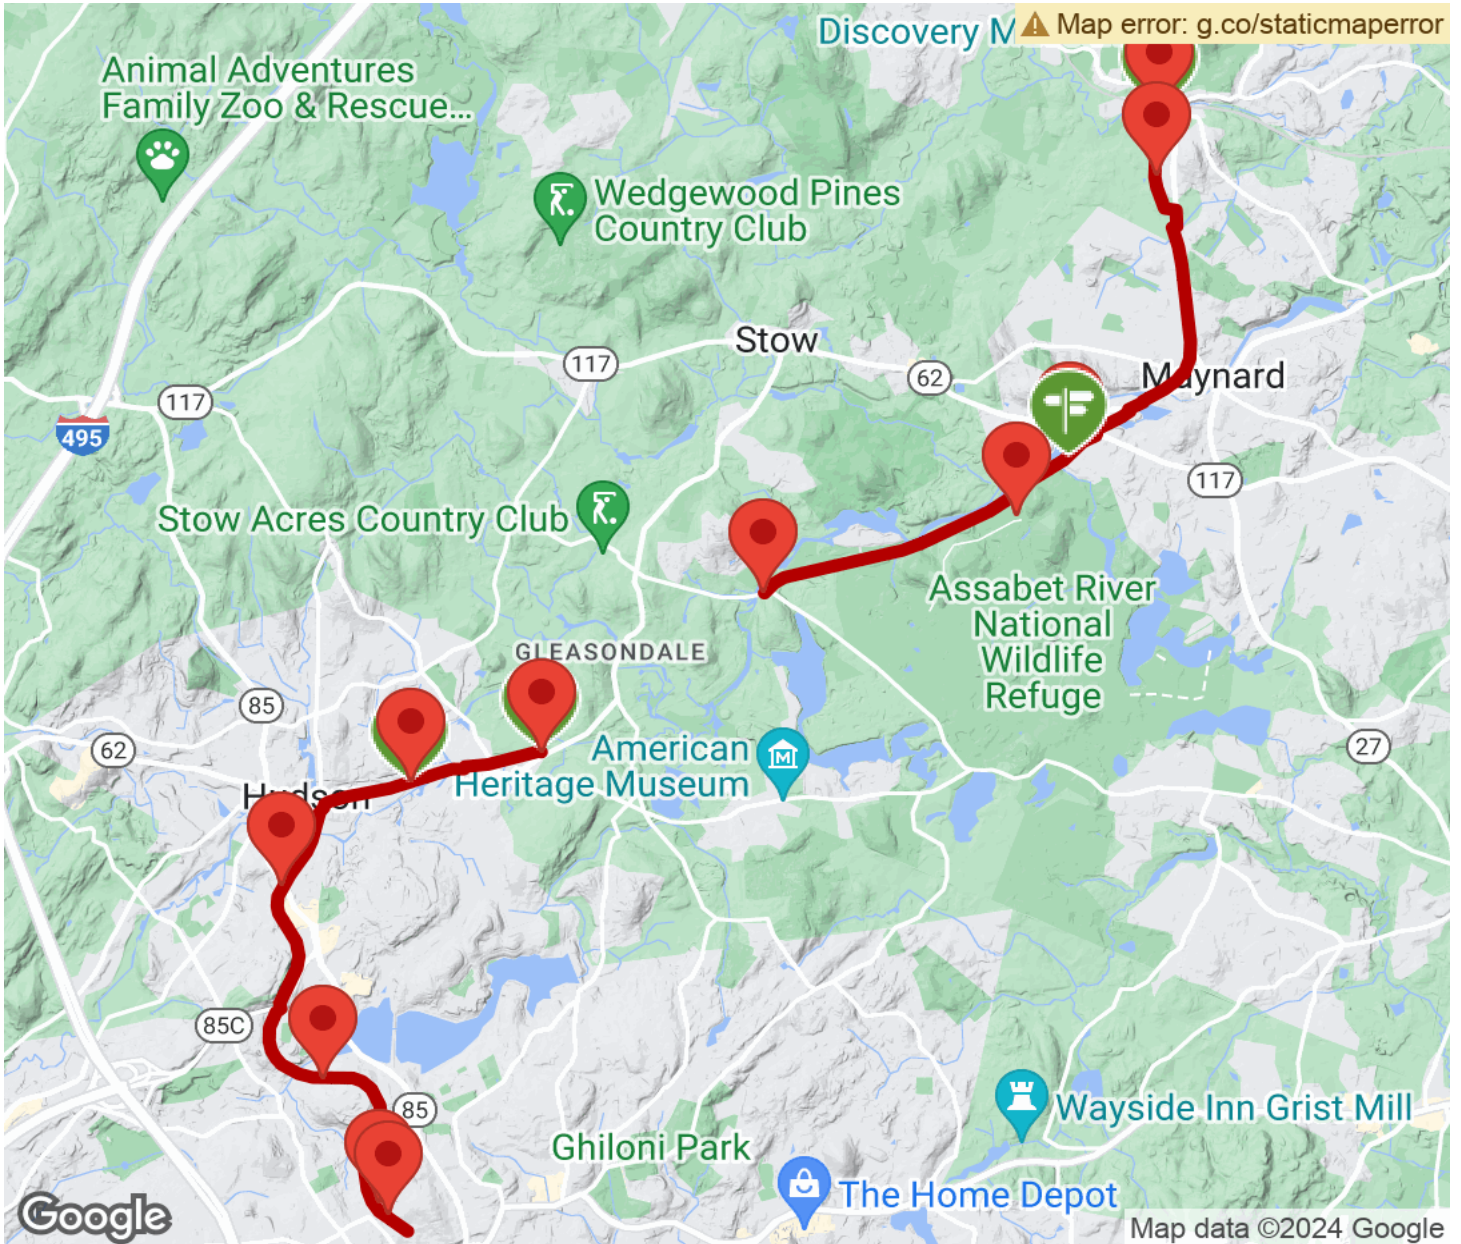 Discovery M
Map error: g.co/staticmaperror
Animal Adventures
Family Zoo & Rescue...
Wedgewood Pines
Country Club
Stow
117
62
Maynard
117
495
117
Stow Acres Country Club
Assabet River
National
Wildlife
Refuge
GLEASONDALE
85
62
27
American
Heritage Museum
Hudson
85C
85
Wayside Inn Grist Mill
Ghiloni Park
The Home Depot
Google
Map data ©2024 Google